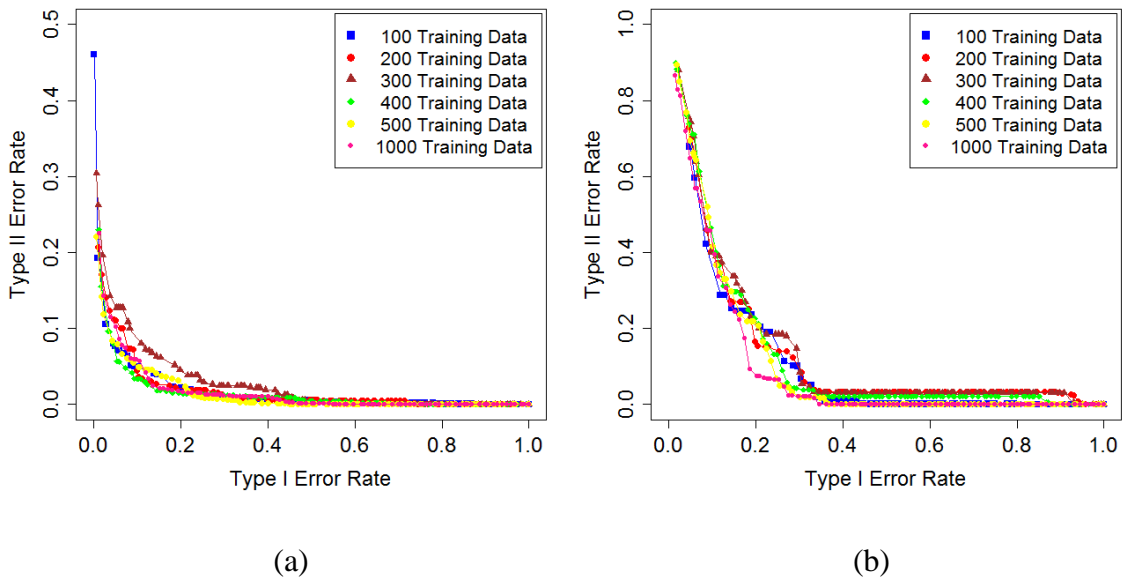 0.5
0.4
0.3
0.2
0.1
0.0
Type II Error Rate
100 Training Data
200 Training Data
300 Training Data
400 Training Data
500 Training Data
1000 Training Data
0.0 0.2 0.4 0.6 0.8 1.0
Type I Error Rate
(a)
1.0
0.8
0.6
0.2
0.0
Type II Error Rate
100 Training Data
200 Training Data
300 Training Data
400 Training Data
500 Training Data
1000 Training Data
0.0 0.2 0.4 0.6 0.8 1.0
Type I Error Rate
(b)